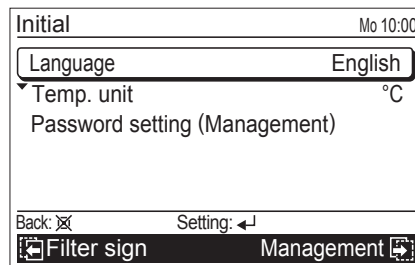 Initial Mo 10:00
Language English
Temp. unit °C
Password setting (Management)
Back: Setting:
Filter sign Management